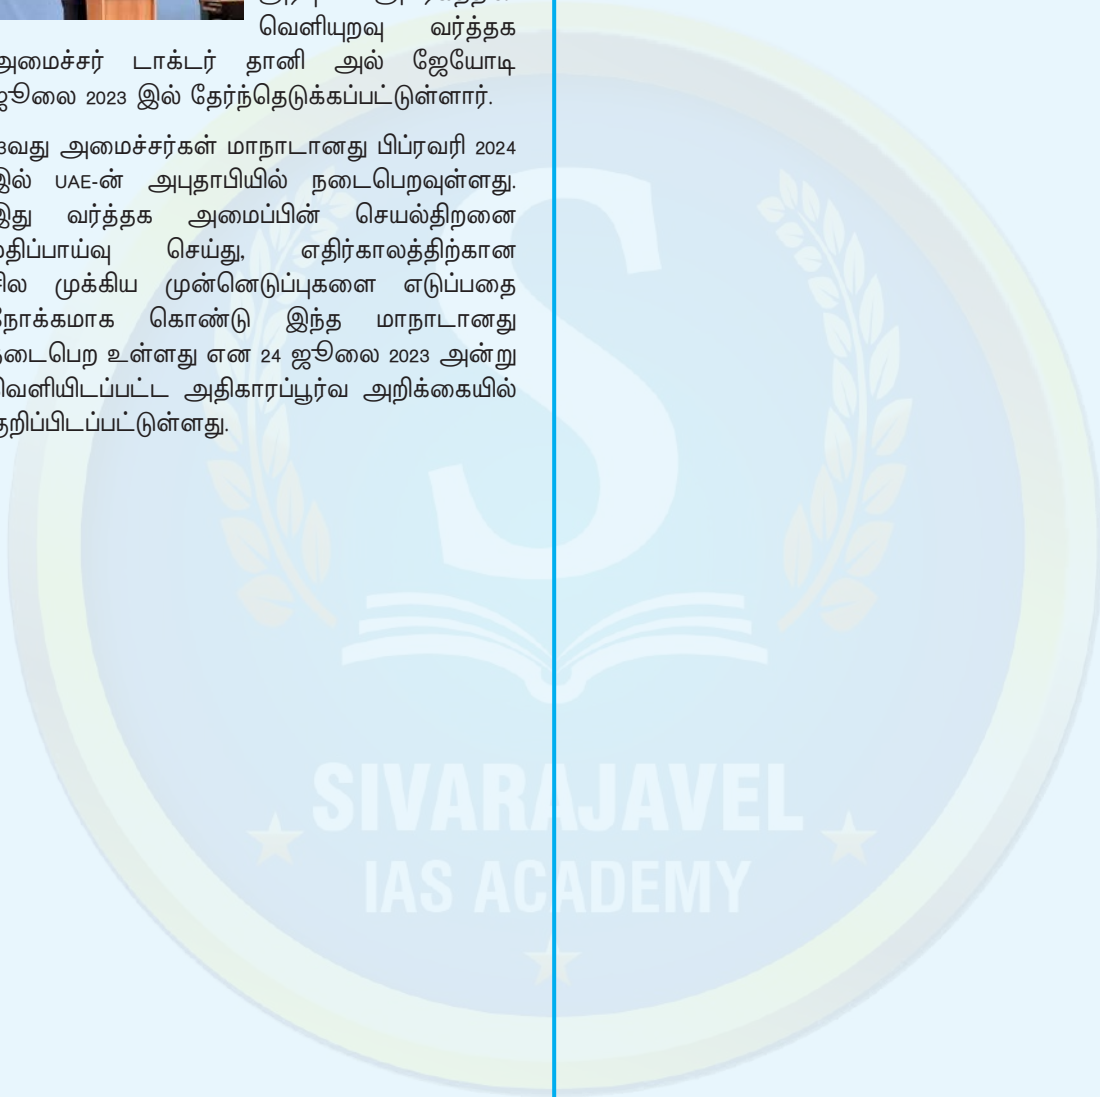 வெளியுறவு வர்த்தக
அமைச்சர் டாக்டர் தானி அல் ஜேயோடி
ஜூலை 2023 இல் தேர்ந்தெடுக்கப்பட்டுள்ளார்.
அமைச்சர்கள் மாநாடானது பிப்ரவரி 2024
இல் UAE-ன் அபுதாபியில் நடைபெறவுள்ளது.
இது வர்த்தக அமைப்பின் செயல்திறனை
மதிப்பாய்வு செய்து, எதிர்காலத்திற்கான
சில முக்கிய முன்னெடுப்புகளை எடுப்பதை
நோக்கமாக கொண்டு இந்த மாநாடானது
நடைபெற உள்ளது என 24 ஜூலை 2023 அன்று
வெளியிடப்பட்ட அதிகாரப்பூர்வ அறிக்கையில்
குறிப்பிடப்பட்டுள்ளது.
S
SIVARAJAVEL
IAS ACADEMY